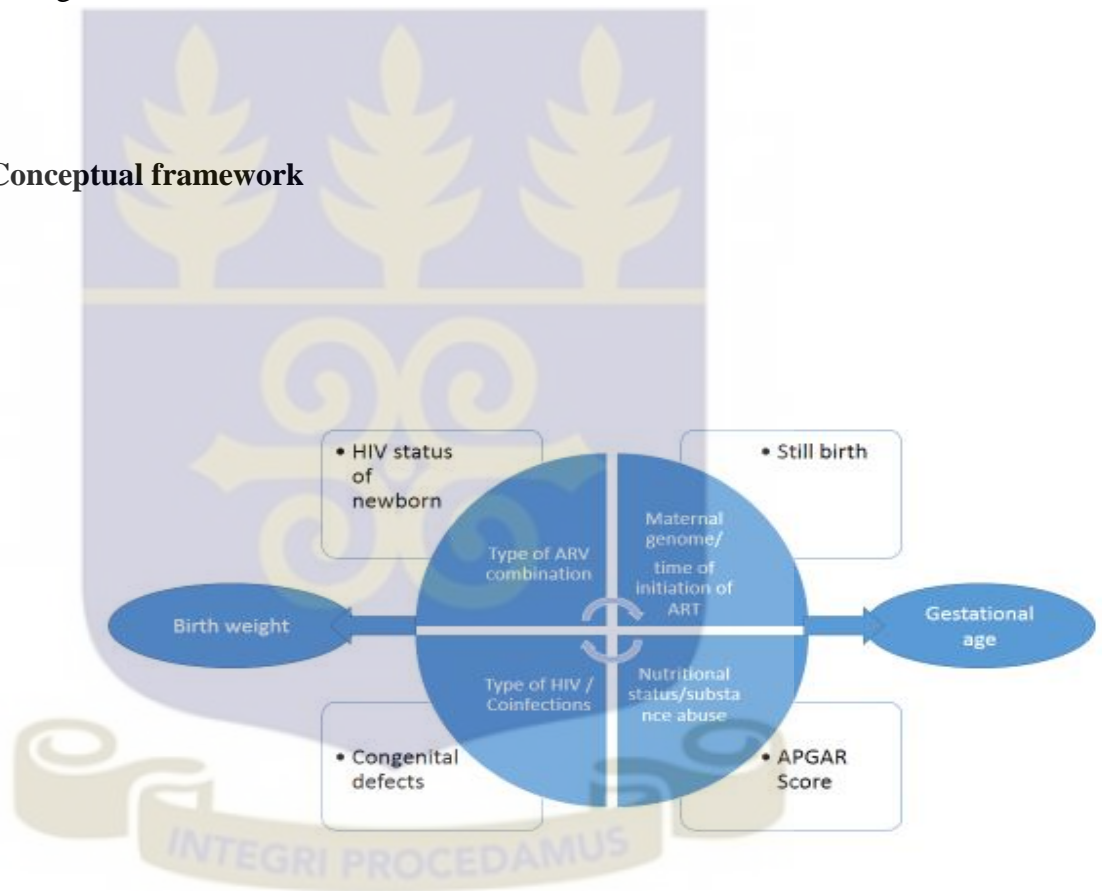 Conceptual framework
• HIV status
of
newborn
• Still birth
Type of ARV
combination
Maternal
genome/
time of
initiation of
ART
Birth weight
Gestational
age
Type of HIV /
Coinfections
Nutritional
status/substa
nce abuse
• Congenital
defects
• APGAR
Score
INTEGRI PROCEDAMUS